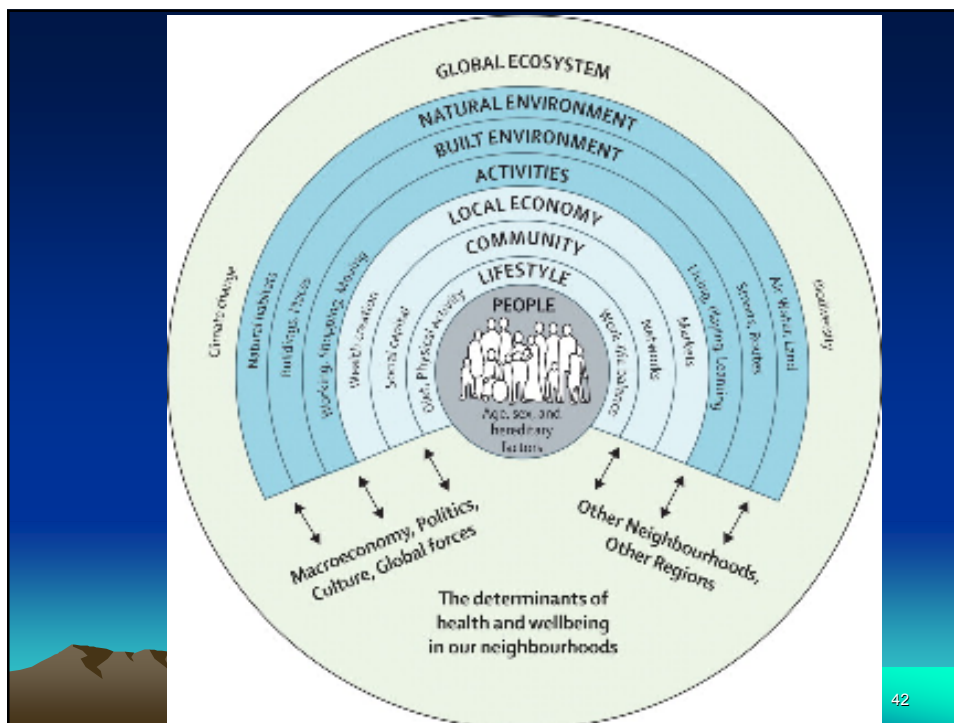 GLOBAL ECOSYSTEM
NATURAL ENVIRONMENT
BUILT ENVIRONMENT
ACTIVITIES
LOCAL ECONOMY
COMMUNITY
LIFESTYLE
PEOPLE
Age, sex, and
hereditary
factors
Climate change
Natural habitats
Buildings, Places
Working, Shopping, Moving
Wealth creation
Social capital
Diet, Physical activity
Work-life balance
Networks
Markets
Living, Playing, Learning
Streets, Routes
Air, Water, Land
Biodiversity
Macroeconomy, Politics,
Culture, Global forces
Other Neighbourhoods,
Other Regions
The determinants of
health and wellbeing
in our neighbourhoods
42